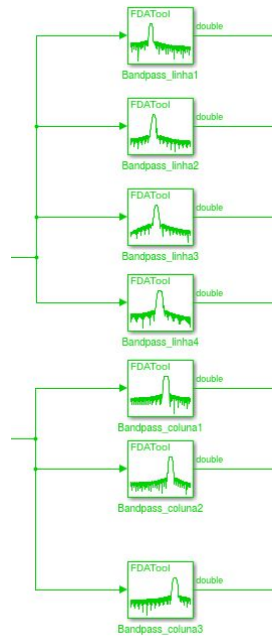 FDATool
double
Bandpass_linha1
FDATool
double
Bandpass_linha2
FDATool
double
Bandpass_linha3
FDATool
double
Bandpass_linha4
FDATool
double
Bandpass_coluna1
FDATool
double
Bandpass_coluna2
FDATool
double
Bandpass_coluna3